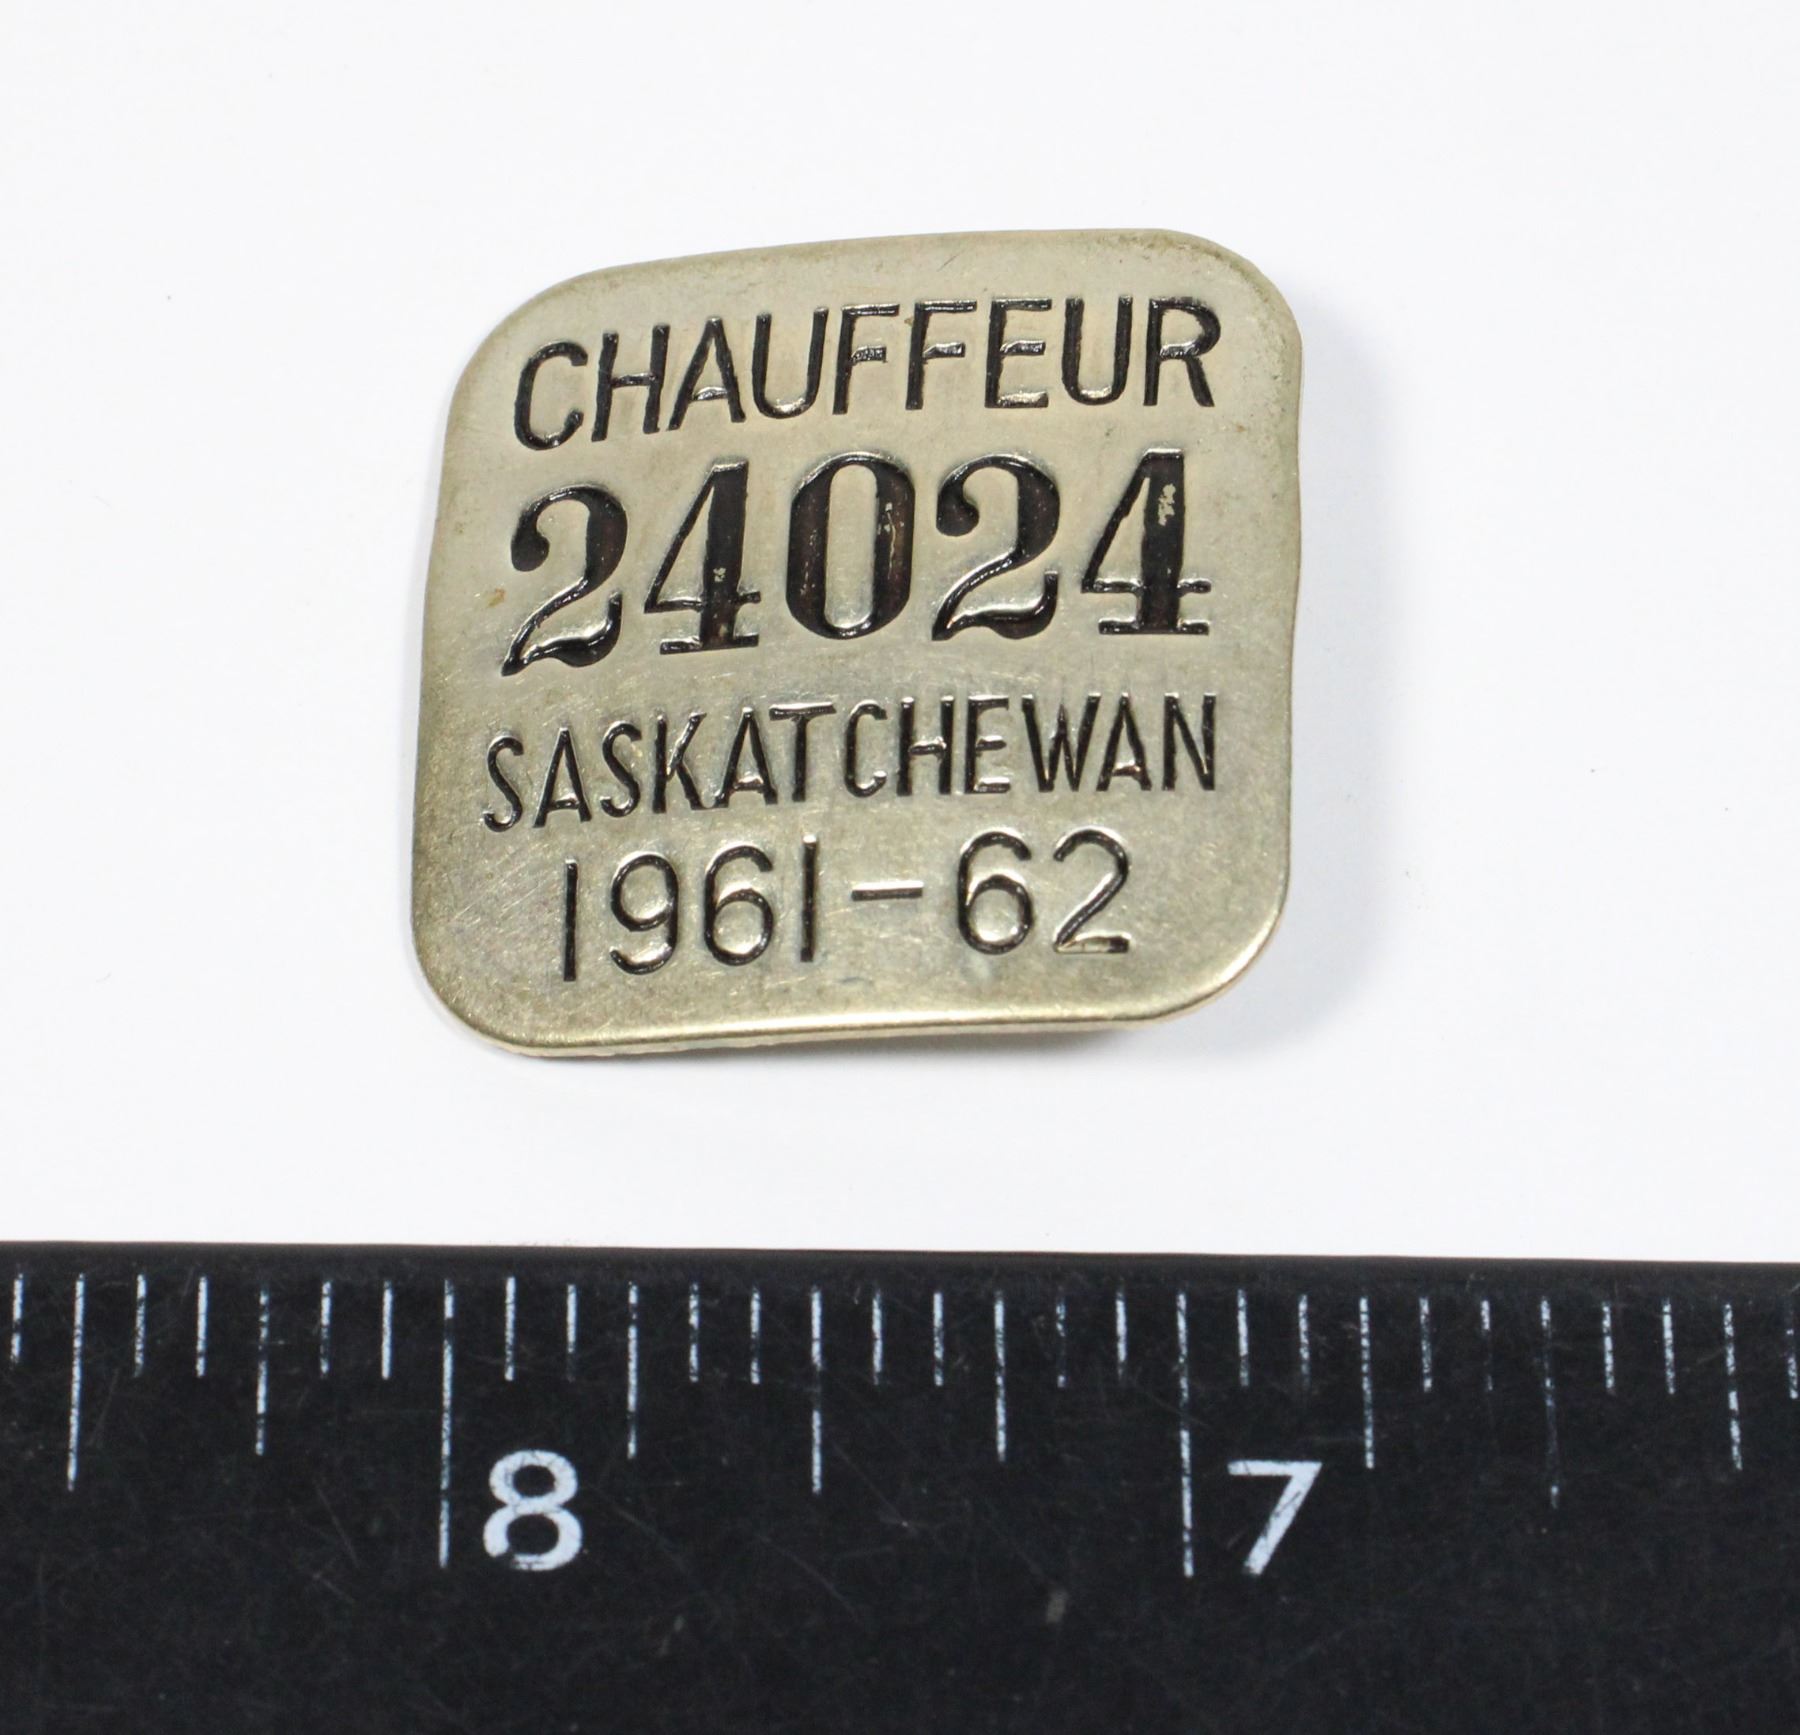 CHAUFFEUR
24024
SASKATCHEWAN
1961-62
8 7